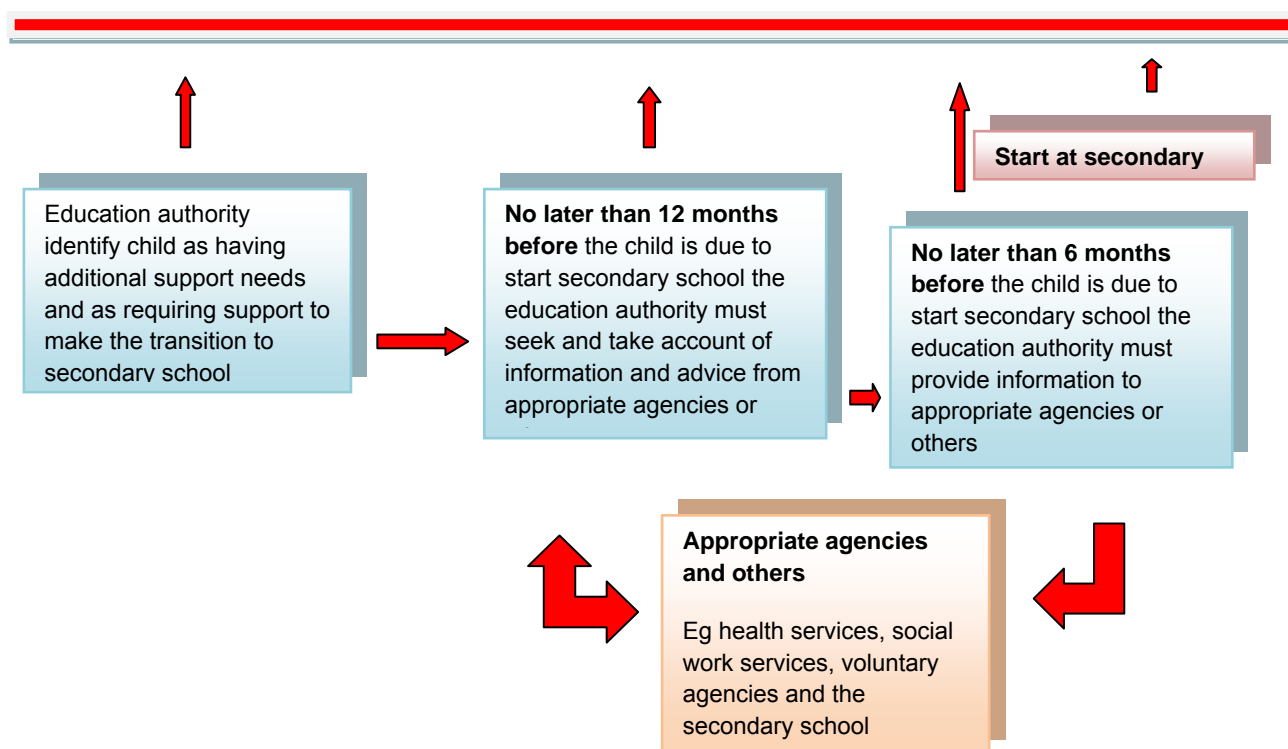 Start at secondary
Education authority
identify child as having
additional support needs
and as requiring support to
make the transition to
secondary school
No later than 12 months
before the child is due to
start secondary school the
education authority must
seek and take account of
information and advice from
appropriate agencies or
No later than 6 months
before the child is due to
start secondary school the
education authority must
provide information to
appropriate agencies or
others
Appropriate agencies
and others
Eg health services, social
work services, voluntary
agencies and the
secondary school